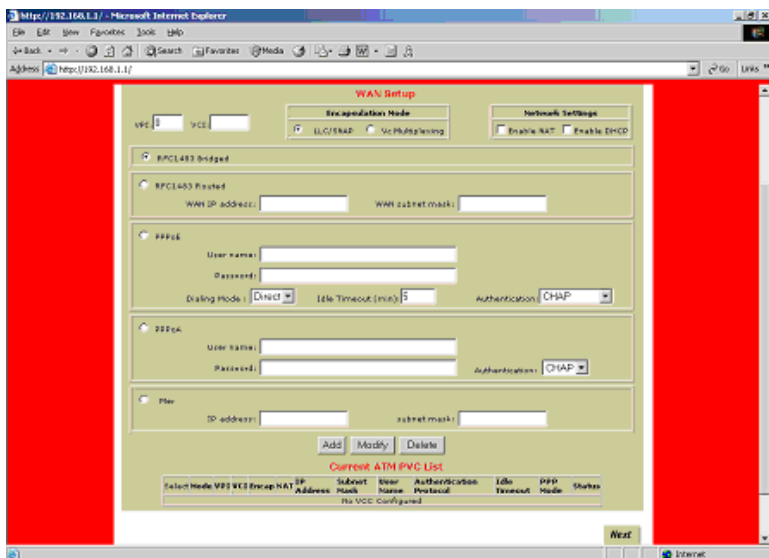 http://192.168.1.1/ - Microsoft Internet Explorer
File Edit View Favorites Tools Help
Back Search Favorites Media
Address http://192.168.1.1/ Go Links »
WAN Setup
Encapsulation Mode Network Settings
VPI: 0 VCI: LLC/SNAP Vc Multiplexing Enable NAT Enable DHCP
RFC1483 Bridged
RFC1483 Routed
WAN IP address: WAN subnet mask:
PPPoE
User name:
Password:
Dialing Mode : Direct Idle Timeout (min): 5 Authentication: CHAP
PPPoA
User name:
Password: Authentication: CHAP
Mer
IP address: subnet mask:
Add Modify Delete
Current ATM PVC List
Select Mode VPI VCI Encap NAT IP Address Subnet Mask User Name Authentication Protocol Idle Timeout PPP Mode Status
No VCC Configured
Next
Internet